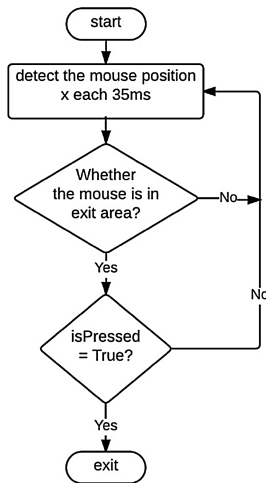 start
detect the mouse position
x each 35ms
Whether
the mouse is in
exit area?
No
Yes
No
isPressed
= True?
Yes
exit